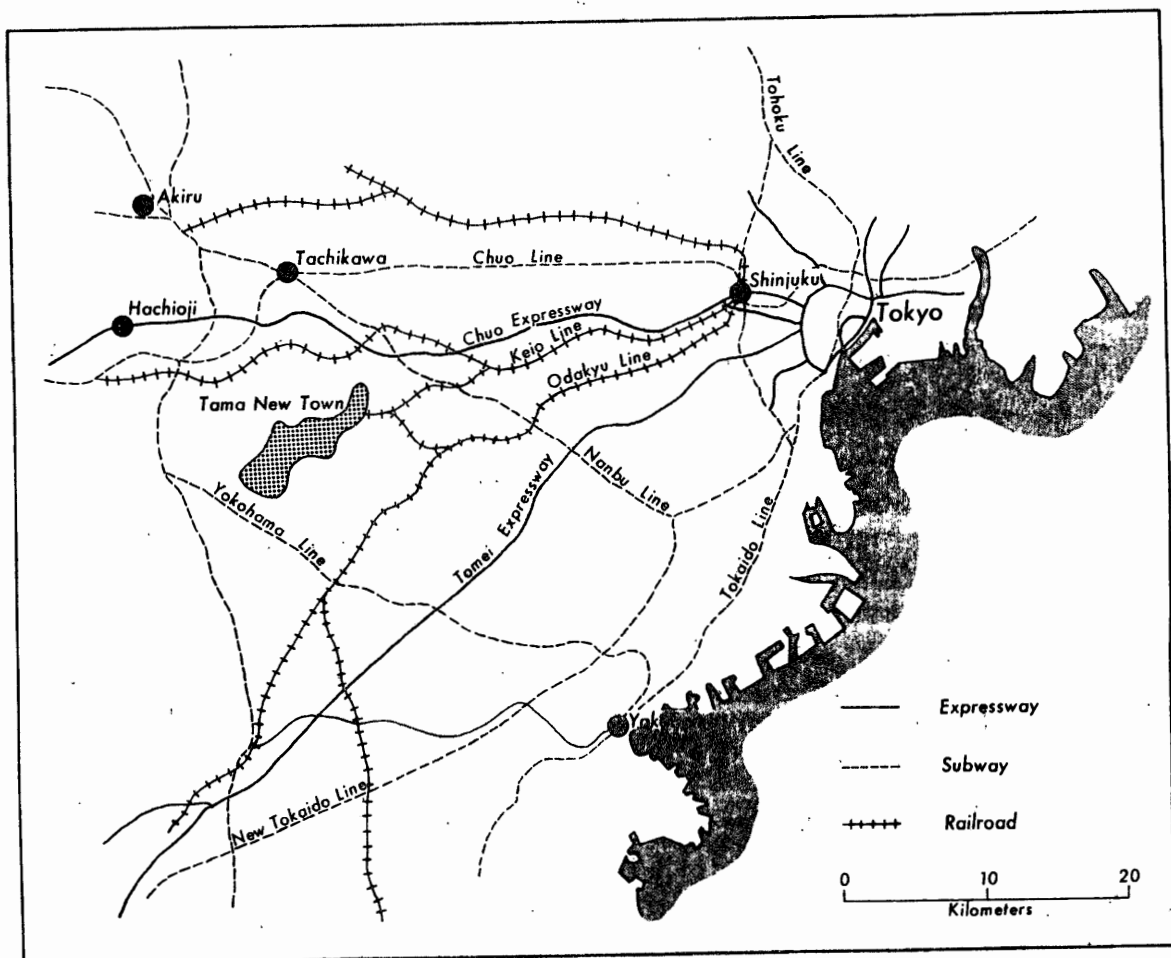 Tohoku Line
Akiru
Tachikawa
Chuo Line
Shinjuku
Hachioji
Chuo Expressway
Tokyo
Keio Line
Odakyu Line
Tama New Town
Nanbu Line
Yokohama Line
Tomei Expressway
Tokaido Line
New Tokaido Line
Expressway
Subway
Railroad
0 10 20
Kilometers